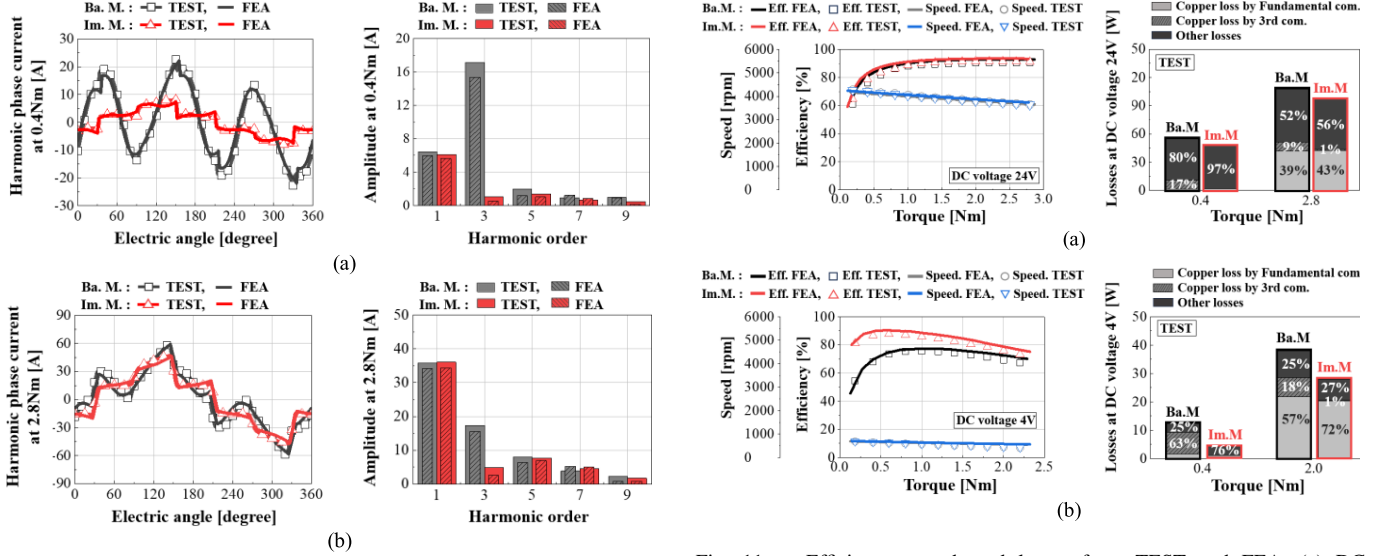 Ba. M. : TEST, FEA
Im. M. : TEST, FEA
Harmonic phase current
at 0.4Nm [A]
30
20
10
0
-10
-20
-30
0 60 120 180 240 300 360
Electric angle [degree]
Ba. M. : TEST, FEA
Im. M. : TEST, FEA
Amplitude at 0.4Nm [A]
20
16
12
8
4
0
1 3 5 7 9
Harmonic order
(a)
Ba. M. : TEST, FEA
Im. M. : TEST, FEA
Harmonic phase current
at 2.8Nm [A]
90
60
30
0
-30
-60
-90
0 60 120 180 240 300 360
Electric angle [degree]
Ba. M. : TEST, FEA
Im. M. : TEST, FEA
Amplitude at 2.8Nm [A]
50
40
30
20
10
0
1 3 5 7 9
Harmonic order
(b)
Ba.M. : Eff. FEA, Eff. TEST, Speed. FEA, Speed. TEST
Im.M. : Eff. FEA, Eff. TEST, Speed. FEA, Speed. TEST
Speed [rpm]
6000
5000
4000
3000
2000
1000
0
Efficiency [%]
100
80
60
40
20
0
DC voltage 24V
0.0 0.5 1.0 1.5 2.0 2.5 3.0
Torque [Nm]
Copper loss by Fundamental com.
Copper loss by 3rd com.
Other losses
Losses at DC voltage 24V [W]
50
20
90
60
30
0
TEST
Ba.M
Im.M
80%
17%
97%
Ba.M
Im.M
52%
9%
39%
56%
1%
43%
0.4 2.8
Torque [Nm]
(a)
Ba.M. : Eff. FEA, Eff. TEST, Speed. FEA, Speed. TEST
Im.M. : Eff. FEA, Eff. TEST, Speed. FEA, Speed. TEST
Speed [rpm]
6000
5000
4000
3000
2000
1000
0
Efficiency [%]
100
80
60
40
20
0
DC voltage 4V
0.0 0.5 1.0 1.5 2.0 2.5
Torque [Nm]
Copper loss by Fundamental com
Copper loss by 3rd com.
Other losses
Losses at DC voltage 4V [W]
50
40
30
20
10
0
TEST
Ba.M
Im.M
25%
63%
76%
Ba.M
Im.M
25%
18%
57%
27%
1%
72%
0.4 2.0
Torque [Nm]
(b)